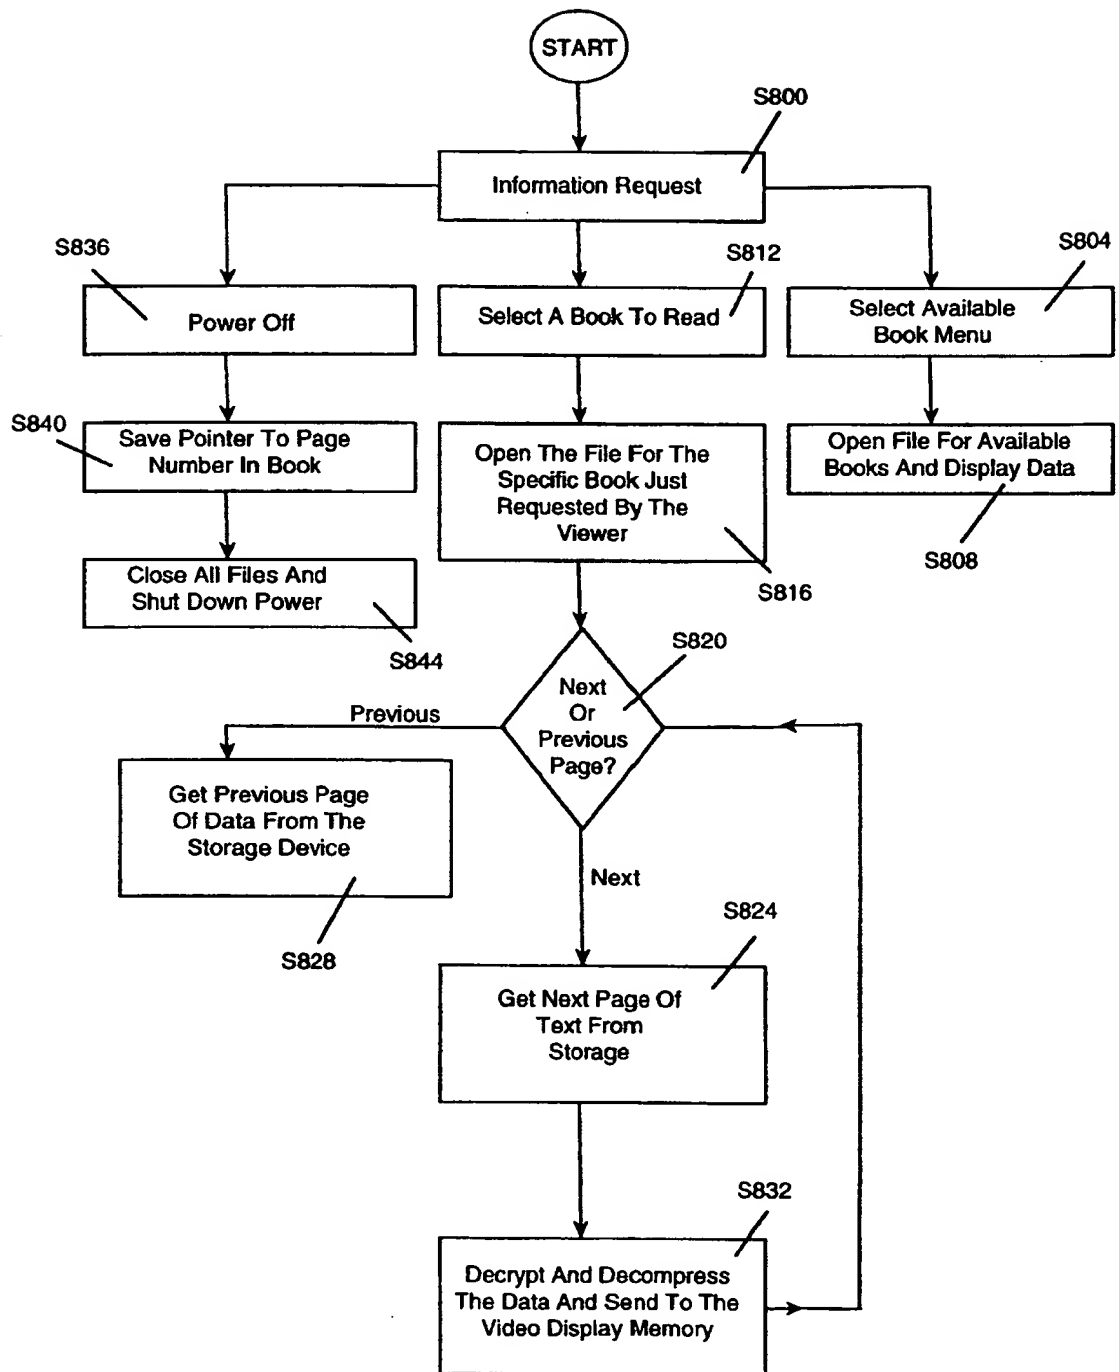 START
S800
Information Request
S836
S812
S804
Power Off
Select A Book To Read
Select Available
Book Menu
S840
Save Pointer To Page
Number In Book
Open The File For The
Specific Book Just
Requested By The
Viewer
Open File For Available
Books And Display Data
S808
S816
Close All Files And
Shut Down Power
S844
S820
Next
Or
Previous
Page?
Previous
Get Previous Page
Of Data From The
Storage Device
S828
Next
S824
Get Next Page Of
Text From
Storage
S832
Decrypt And Decompress
The Data And Send To The
Video Display Memory